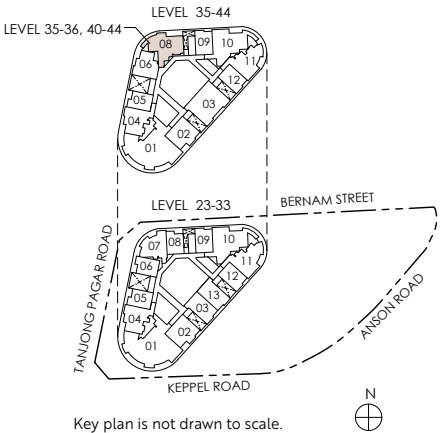 LEVEL 35-44
LEVEL 35-36, 40-44
08
09
10
06
11
12
05
03
04
02
01
LEVEL 23-33
BERNAM STREET
TANJONG PAGAR ROAD
07
08
09
10
06
11
12
05
13
03
04
02
01
ANSON ROAD
KEPPEL ROAD
N
Key plan is not drawn to scale.